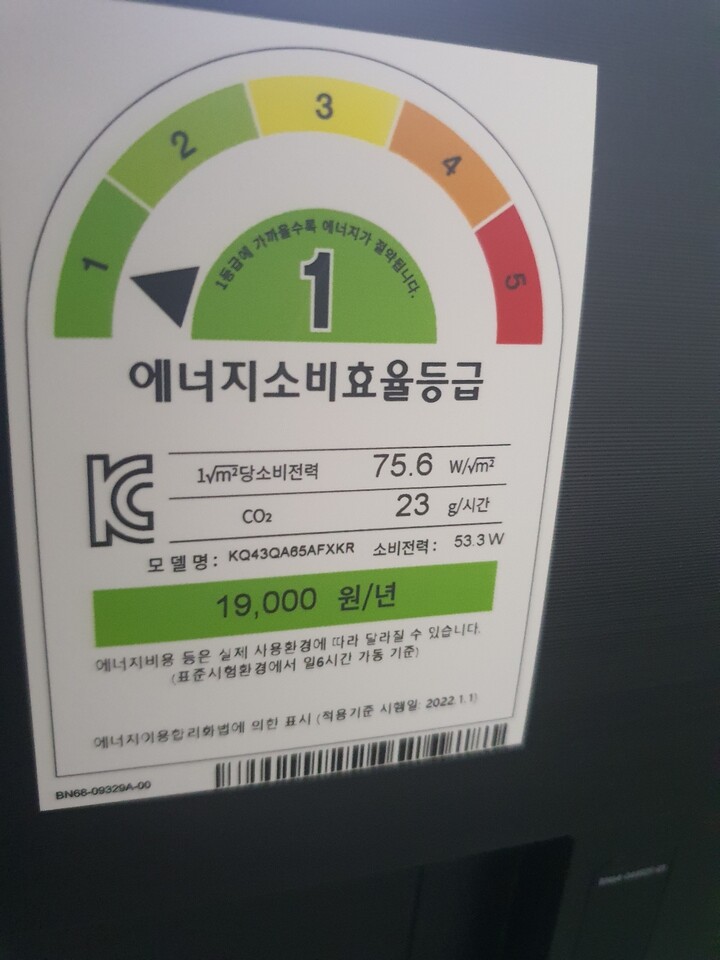 1
2
3
4
5
1등급에 가까울수록 에너지가 절약됩니다.
1
에너지소비효율등급
1√m²당소비전력 75.6 W/√m²
CO₂ 23 g/시간
모델명: KQ43QA65AFXKR 소비전력: 53.3W
19,000 원/년
에너지비용 등은 실제 사용환경에 따라 달라질 수 있습니다.
(표준시험환경에서 일6시간 가동 기준)
에너지이용합리화법에 의한 표시 (적용기준 시행일: 2022.1.1)
BN68-09329A-00